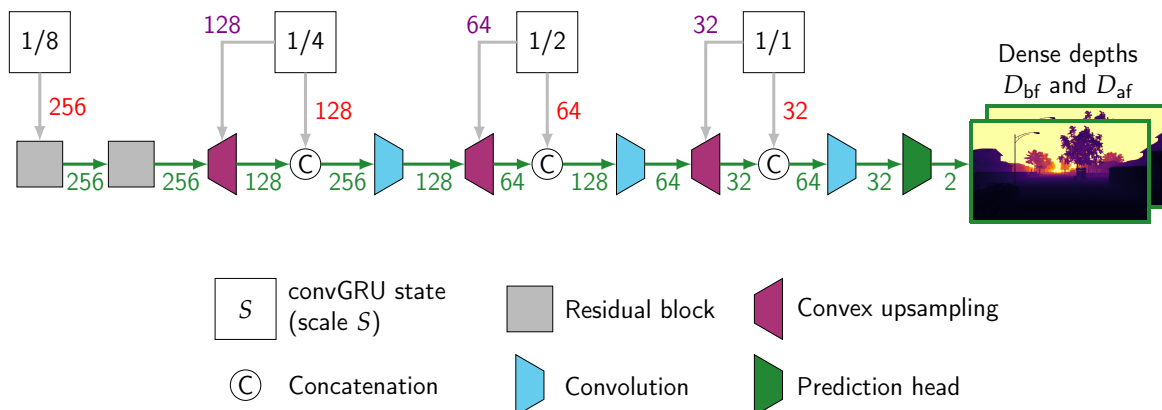 1/8
128
1/4
64
1/2
32
1/1
Dense depths
D_bf and D_af
256
128
64
32
C
C
C
256
256
128
256
128
64
128
64
32
64
32
2
S
convGRU state
(scale S)
Residual block
Convex upsampling
C
Concatenation
Convolution
Prediction head